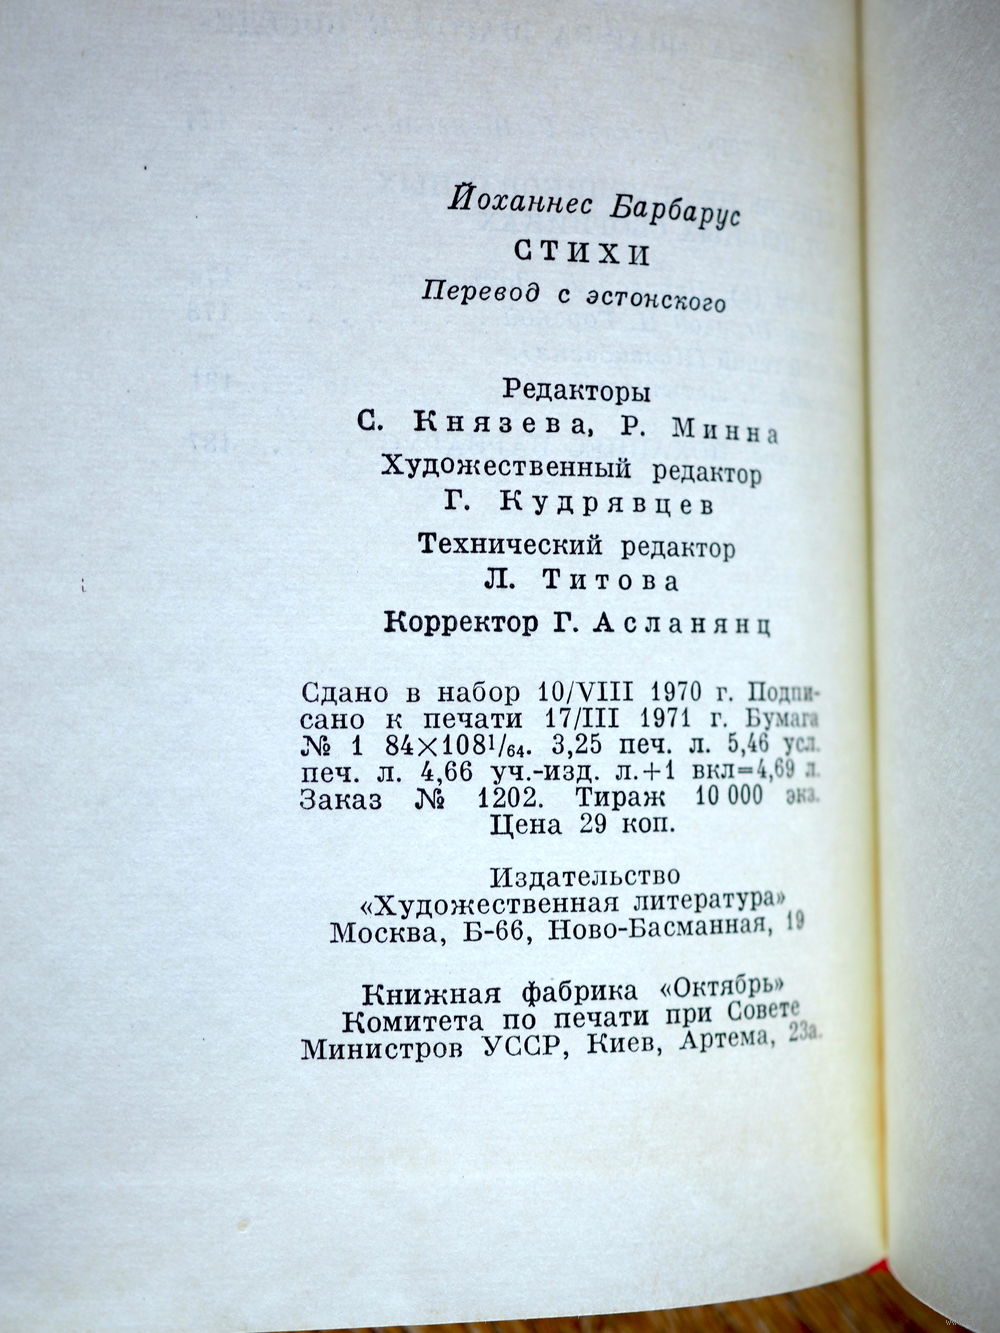 Йоханнес Барбарус
СТИХИ
Перевод с эстонского
Редакторы
С. Князева, Р. Минна
Художественный редактор
Г. Кудрявцев
Технический редактор
Л. Титова
Корректор Г. Асланянц
Сдано в набор 10/VIII 1970 г. Подпи-
сано к печати 17/III 1971 г. Бумага
№ 1 84×108¹/₆₄. 3,25 печ. л. 5,46 усл.
печ. л. 4,66 уч.-изд. л.+1 вкл=4,69 л.
Заказ № 1202. Тираж 10 000 экз.
Цена 29 коп.
Издательство
«Художественная литература»
Москва, Б-66, Ново-Басманная, 19
Книжная фабрика «Октябрь»
Комитета по печати при Совете
Министров УССР, Киев, Артема, 23а.